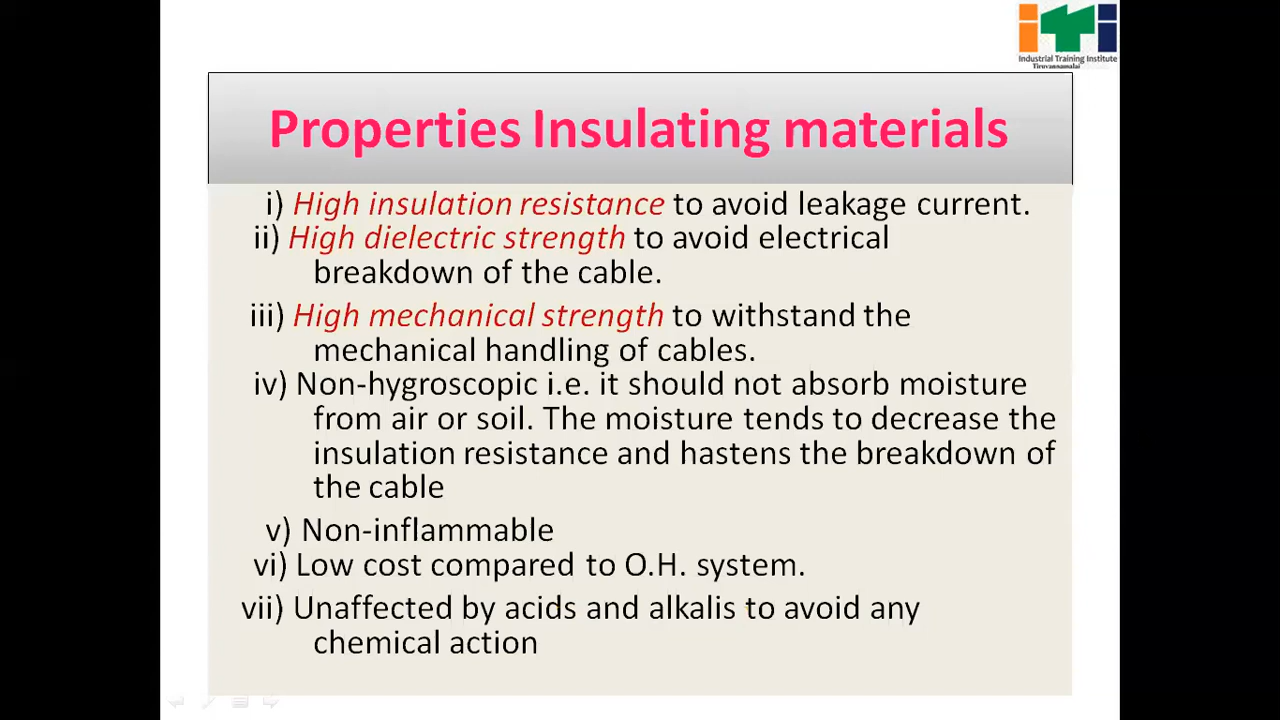 iTi
Industrial Training Institute
Tiruvannamalai
Properties Insulating materials
i) High insulation resistance to avoid leakage current.
ii) High dielectric strength to avoid electrical
breakdown of the cable.
iii) High mechanical strength to withstand the
mechanical handling of cables.
iv) Non-hygroscopic i.e. it should not absorb moisture
from air or soil. The moisture tends to decrease the
insulation resistance and hastens the breakdown of
the cable
v) Non-inflammable
vi) Low cost compared to O.H. system.
vii) Unaffected by acids and alkalis to avoid any
chemical action